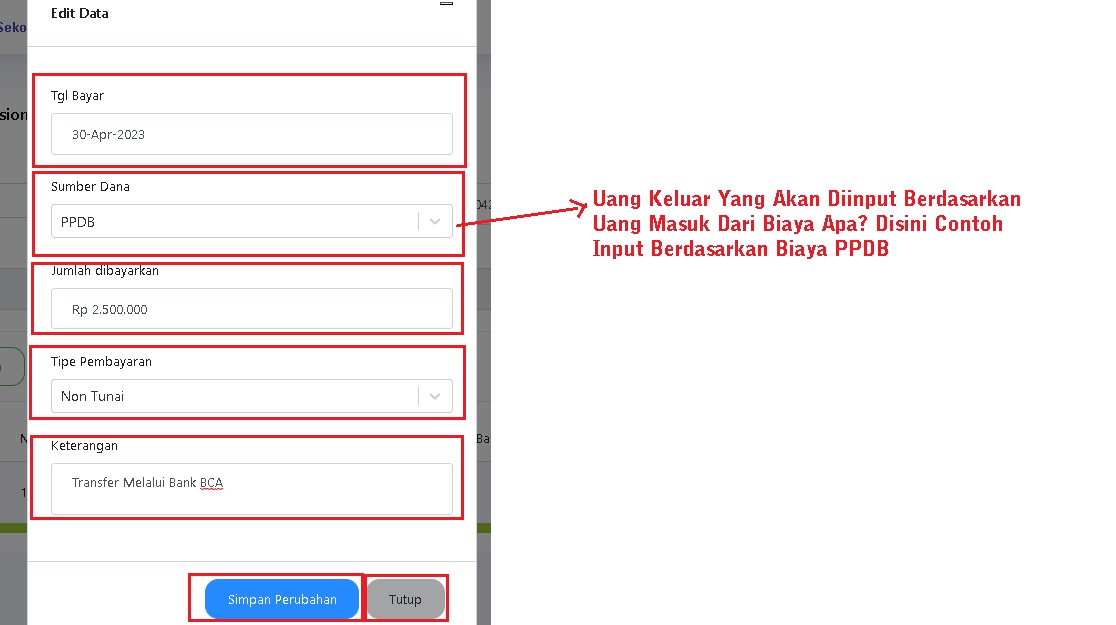 Edit Data
Seko
Tgl Bayar
sion
30-Apr-2023
Sumber Dana
PPDB
Uang Keluar Yang Akan Diinput Berdasarkan
Uang Masuk Dari Biaya Apa? Disini Contoh
Input Berdasarkan Biaya PPDB
Jumlah dibayarkan
Rp 2.500.000
Tipe Pembayaran
Non Tunai
N
Ba
Keterangan
Transfer Melalui Bank BCA
1
Simpan Perubahan
Tutup